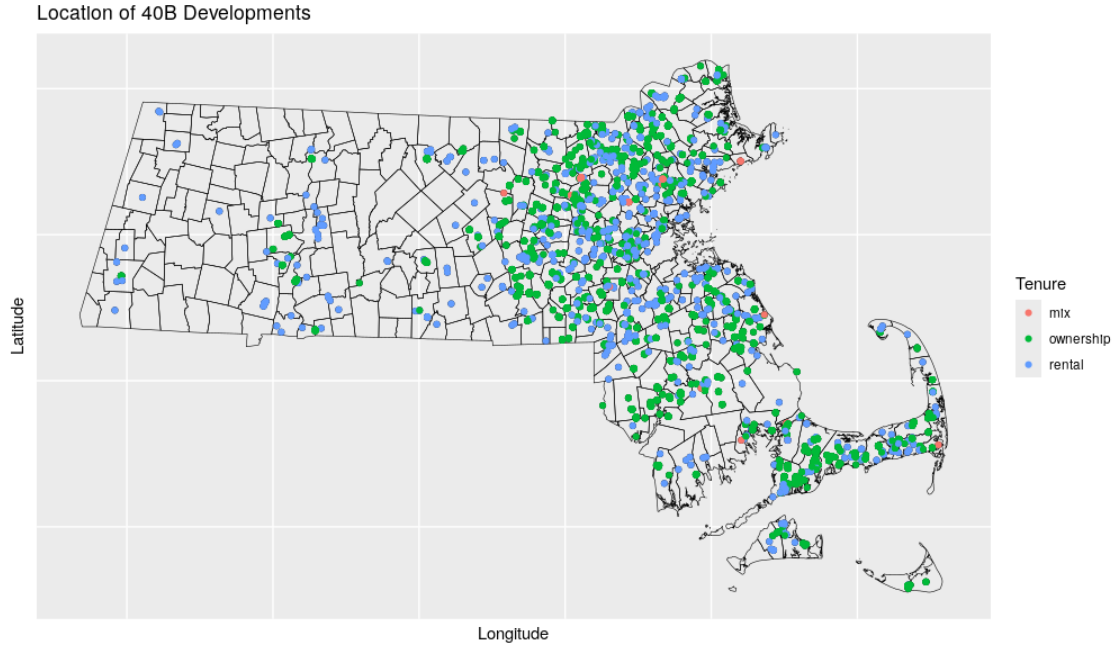 Location of 40B Developments
Latitude
Longitude
Tenure
mix
ownership
rental